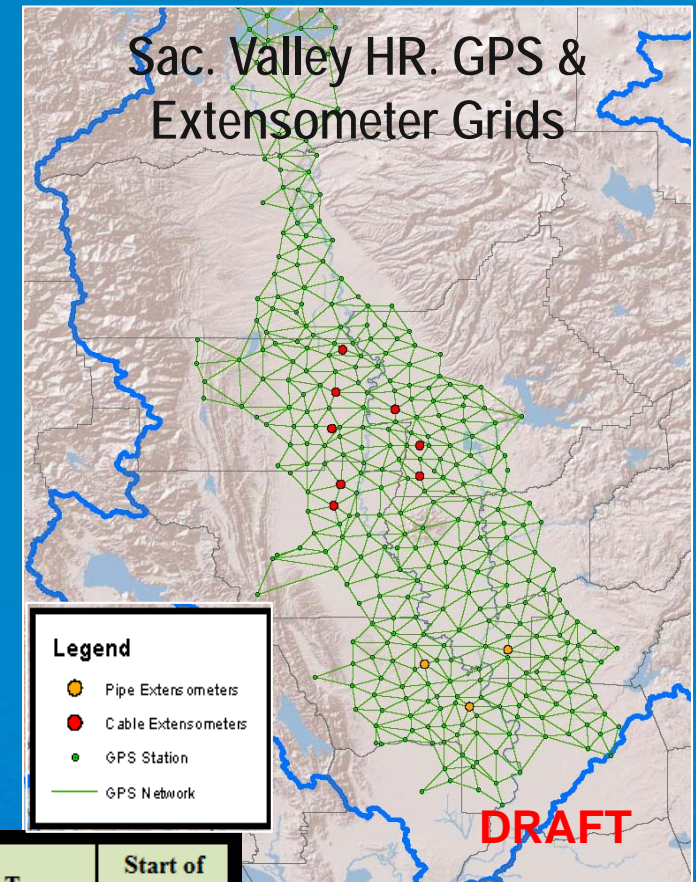 Sac. Valley HR. GPS &
Extensometer Grids
Legend
Pipe Extensometers
Cable Extensometers
GPS Station
GPS Network
DRAFT
Start of